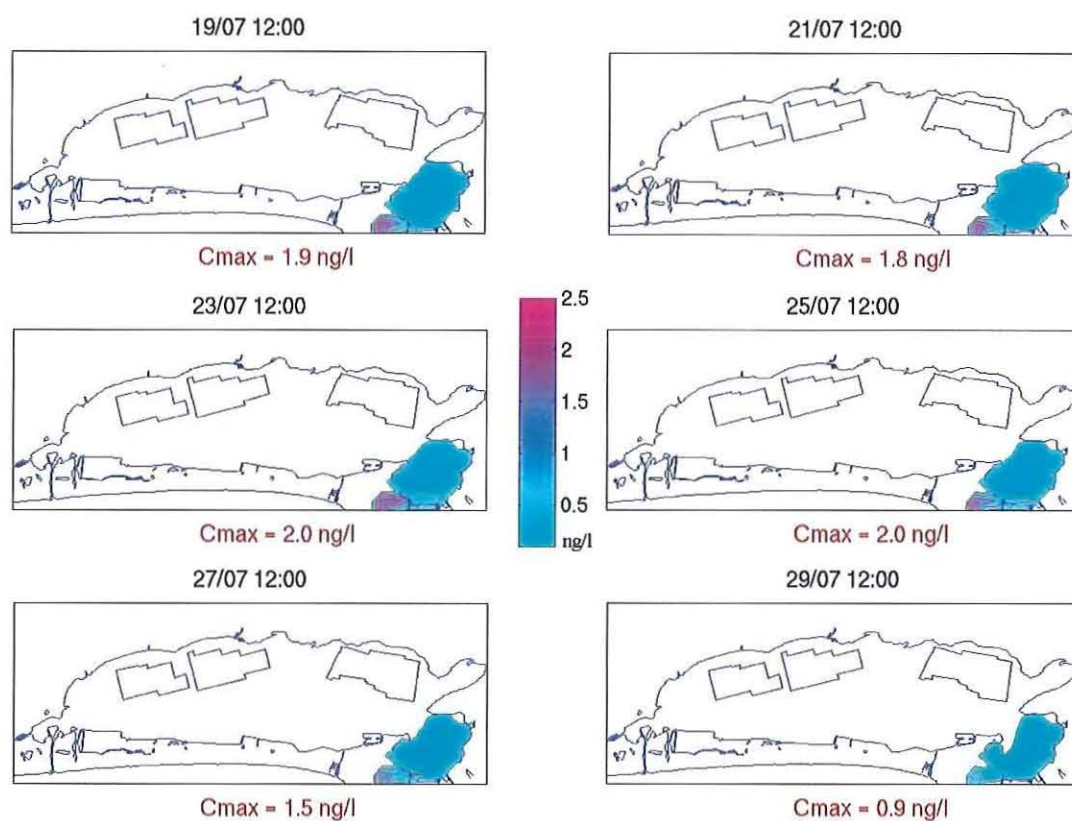 19/07 12:00
21/07 12:00
Cmax = 1.9 ng/l
Cmax = 1.8 ng/l
23/07 12:00
25/07 12:00
2.5
2
1.5
1
0.5
ng/l
Cmax = 2.0 ng/l
Cmax = 2.0 ng/l
27/07 12:00
29/07 12:00
Cmax = 1.5 ng/l
Cmax = 0.9 ng/l